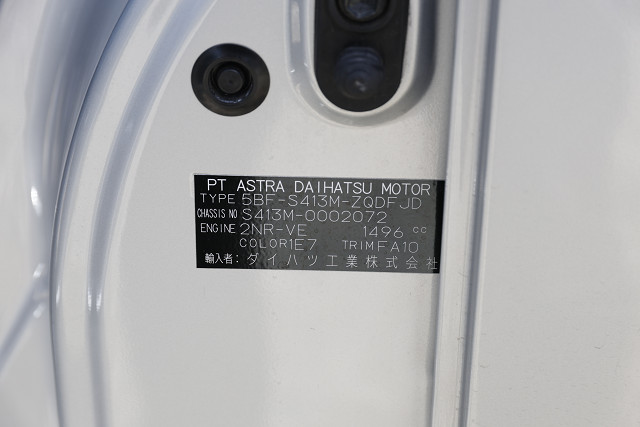 PT ASTRA DAIHATSU MOTOR
TYPE 5BF-S413M-ZQDFJD
CHASSIS NO S413M-0002072
ENGINE 2NR-VE 1496 cc
COLOR 1E7 TRIM FA10
輸入者: ダイハツ工業株式会社